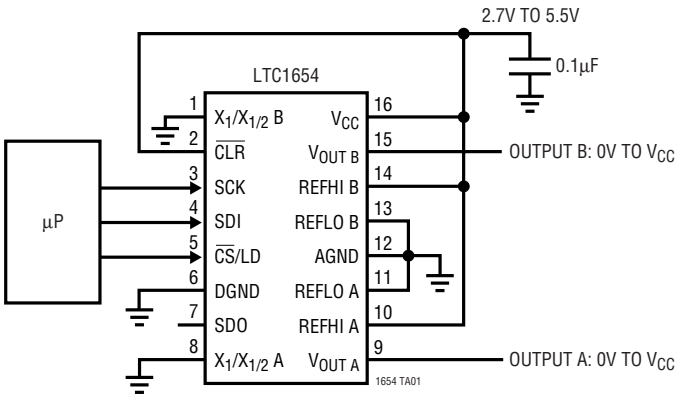 2.7V TO 5.5V
0.1µF
LTC1654
1 X1/X1/2 B VCC 16
2 CLR VOUT B 15 OUTPUT B: 0V TO VCC
µP
3 SCK REFHI B 14
4 SDI REFLO B 13
5 CS/LD AGND 12
6 DGND REFLO A 11
7 SDO REFHI A 10
8 X1/X1/2 A VOUT A 9 OUTPUT A: 0V TO VCC
1654 TA01